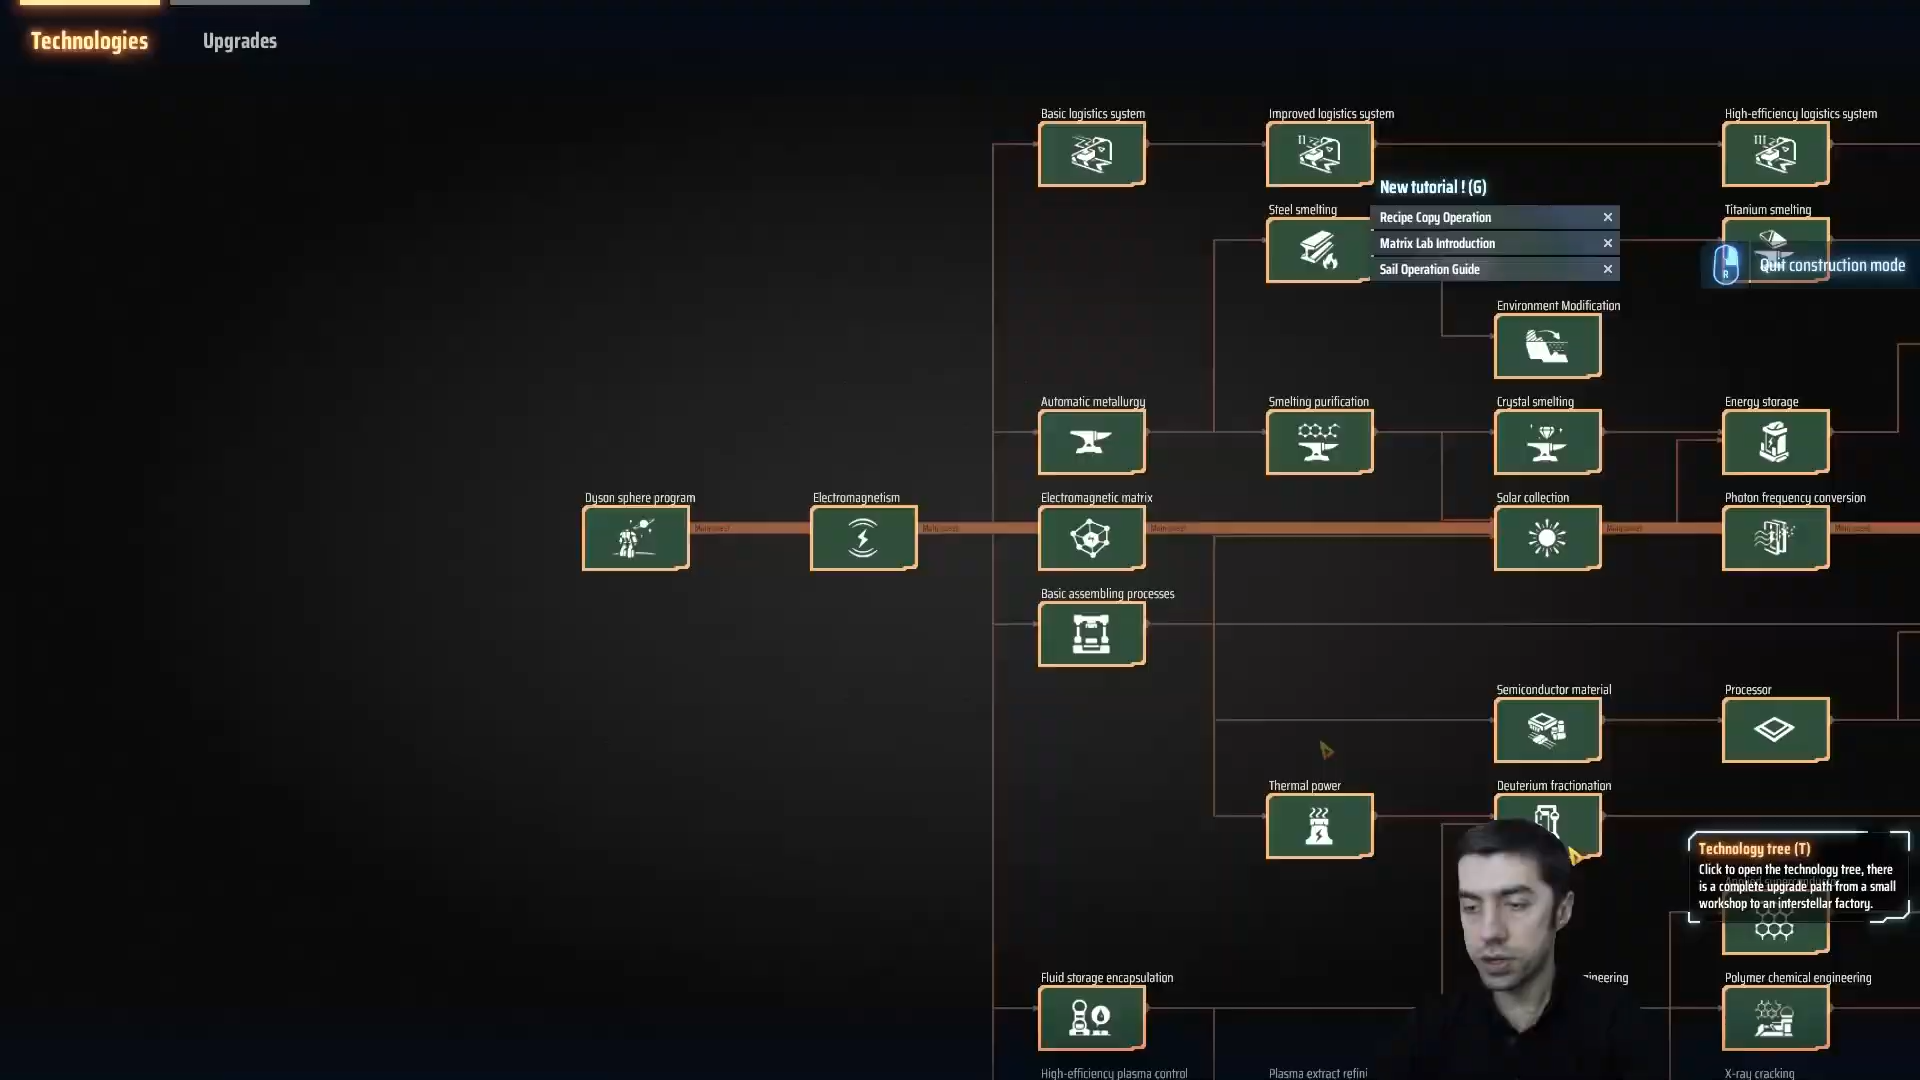 Technologies
Upgrades
Basic logistics system
Improved logistics system
High-efficiency logistics system
New tutorial ! (G)
Recipe Copy Operation
Matrix Lab Introduction
Sail Operation Guide
Steel smelting
Titanium smelting
R
Quit construction mode
Environment Modification
Automatic metallurgy
Smelting purification
Crystal smelting
Energy storage
Dyson sphere program
Electromagnetism
Electromagnetic matrix
Solar collection
Photon frequency conversion
Basic assembling processes
Semiconductor material
Processor
Thermal power
Deuterium fractionation
Technology tree (T)
Click to open the technology tree, there
is a complete upgrade path from a small
workshop to an interstellar factory.
Fluid storage encapsulation
Polymer chemical engineering
High-efficiency plasma control
Plasma extract refini
X-ray cracking